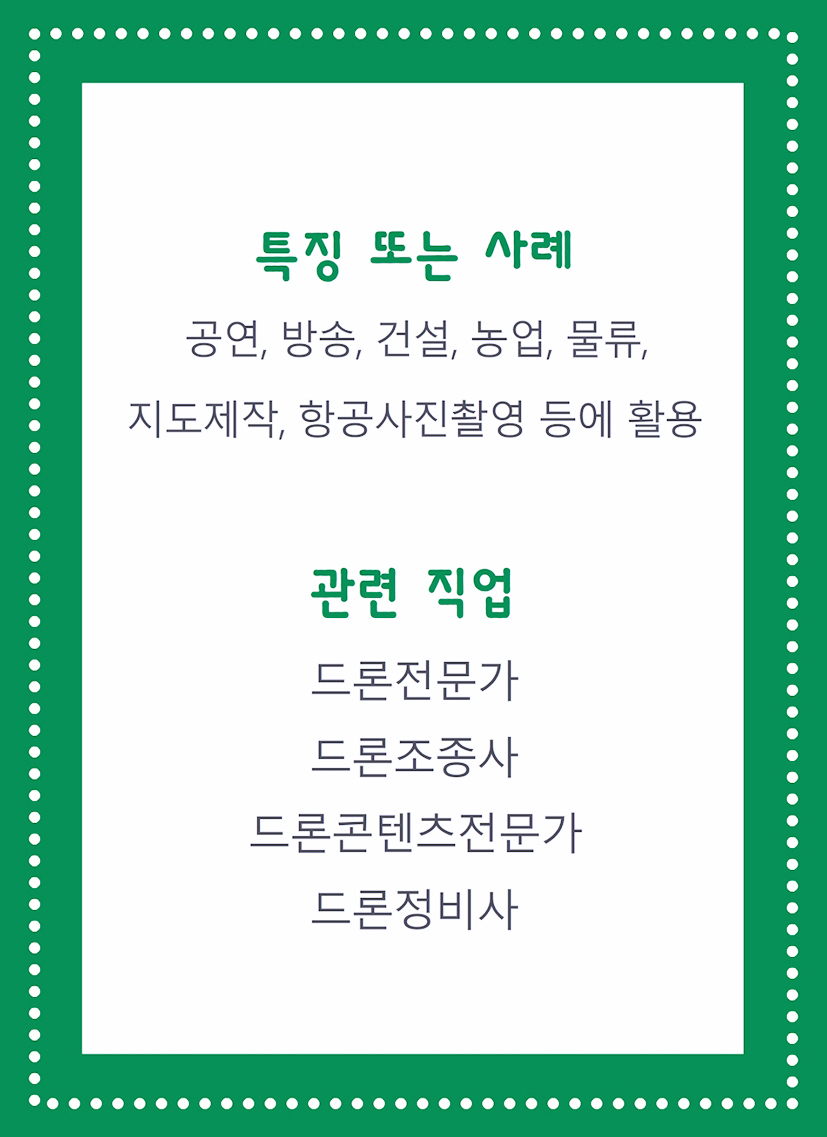 특징 또는 사례
공연, 방송, 건설, 농업, 물류,
지도제작, 항공사진촬영 등에 활용
관련 직업
드론전문가
드론조종사
드론콘텐츠전문가
드론정비사